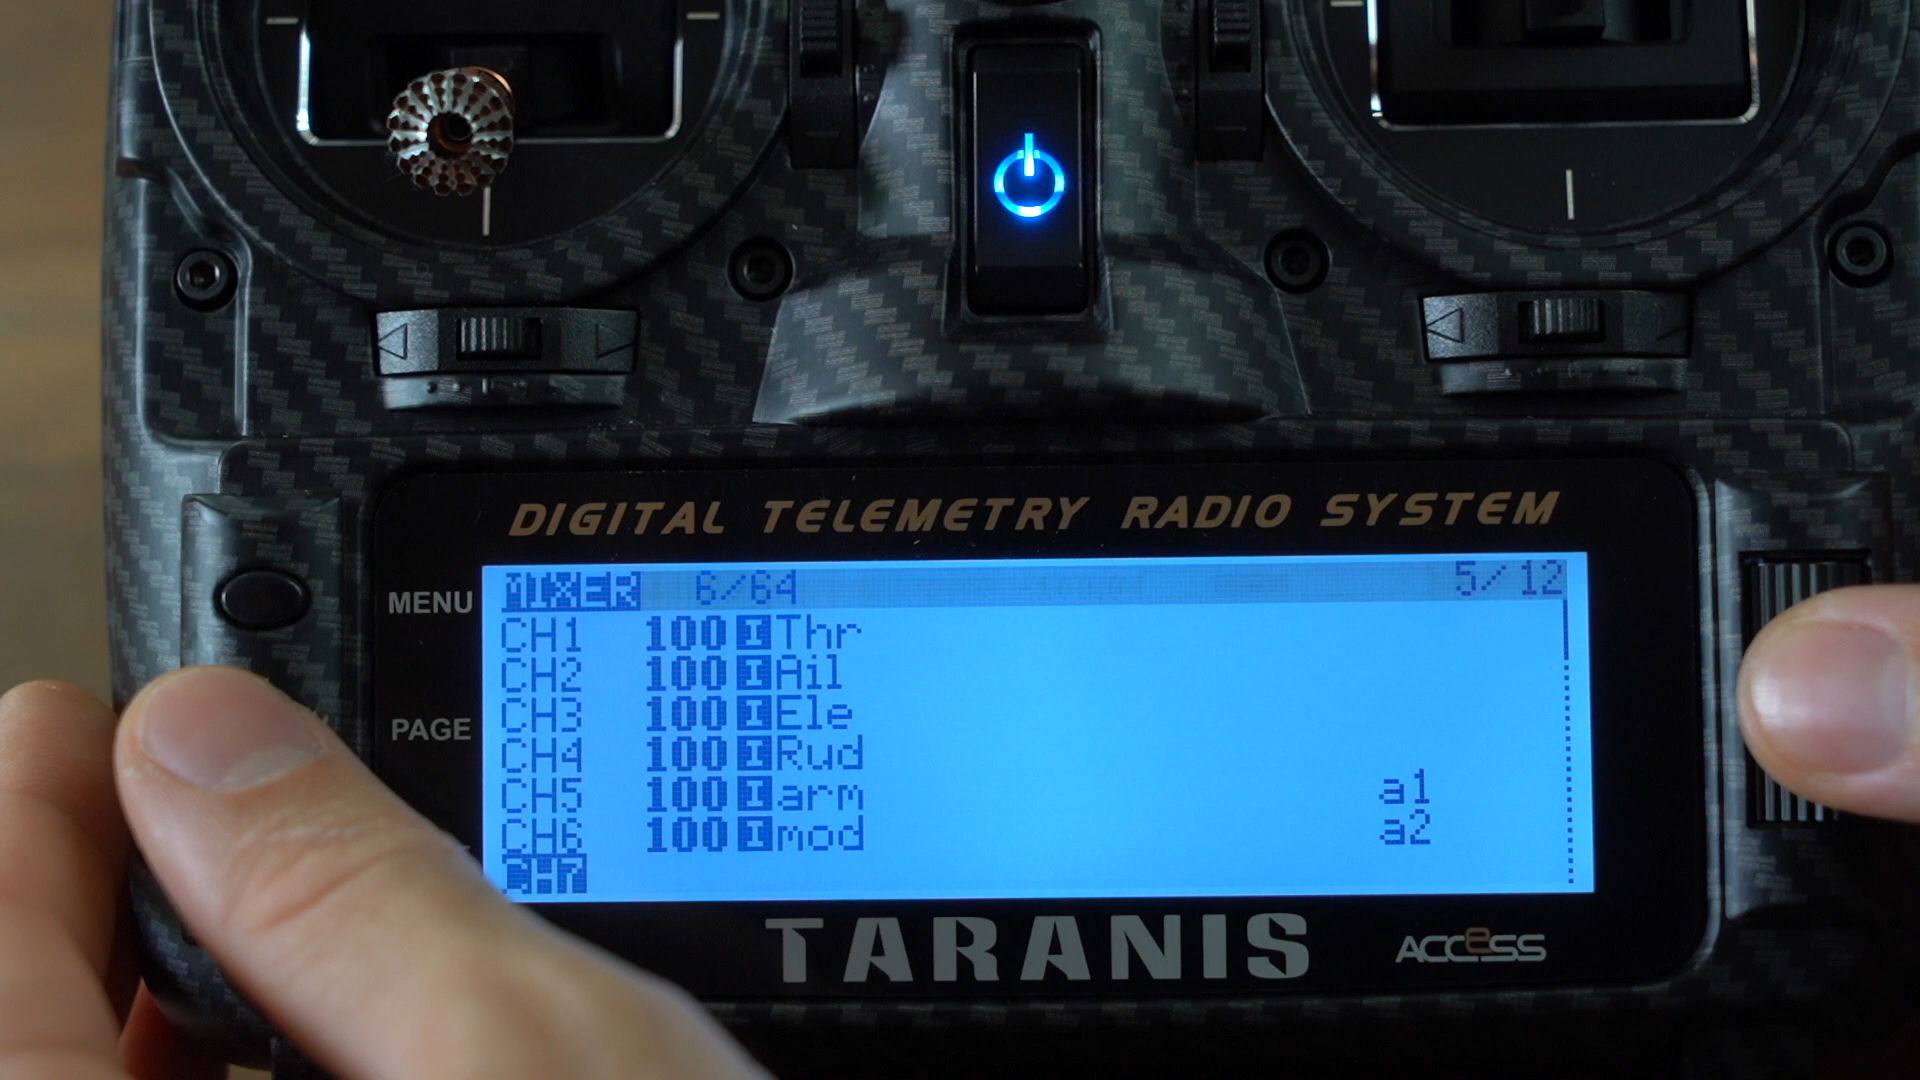 DIGITAL TELEMETRY RADIO SYSTEM
MENU
PAGE
MIXER 6/64 5/12
CH1 100 I Thr
CH2 100 I Ail
CH3 100 I Ele
CH4 100 I Rud
CH5 100 I arm a1
CH6 100 I mod a2
CH7
TARANIS
ACCeSS